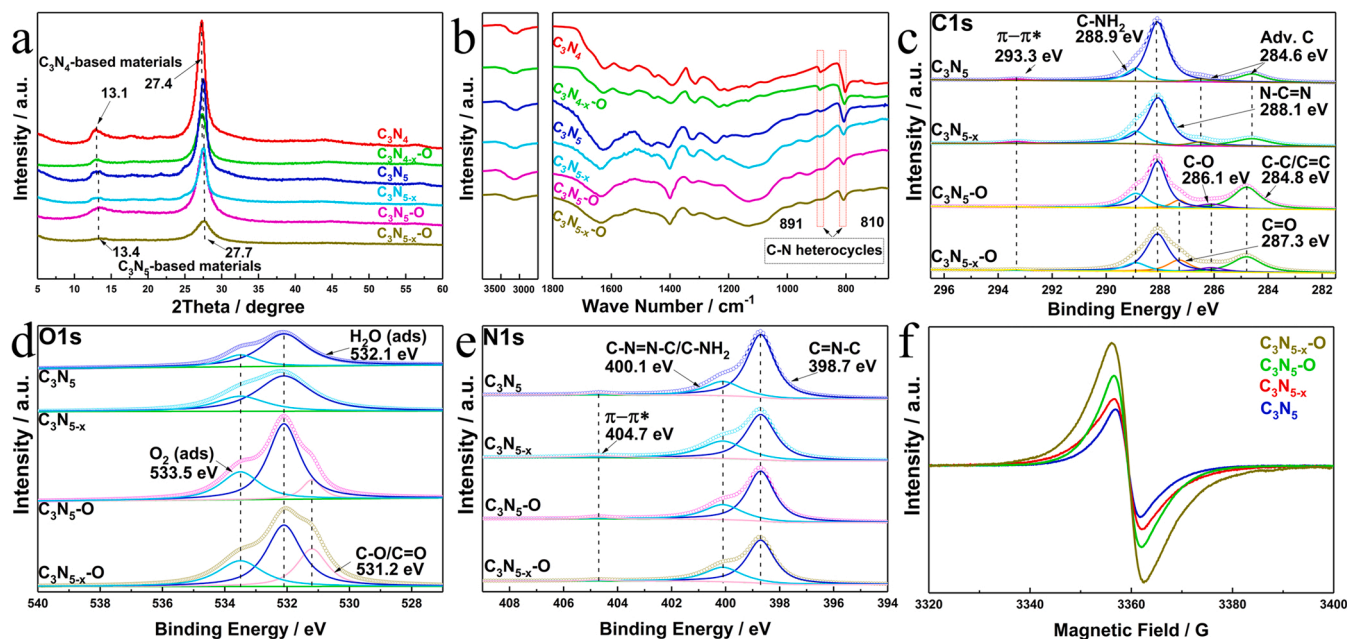 a
Intensity / a.u.
C₃N₄-based materials
27.4
13.1
C₃N₄
C₃N₄₋ₓ-O
C₃N₅
C₃N₅₋ₓ
C₃N₅-O
C₃N₅₋ₓ-O
13.4
27.7
C₃N₅-based materials
5 10 15 20 25 30 35 40 45 50 55 60
2Theta / degree
b
Intensity / a.u.
C₃N₄
C₃N₄₋ₓ-O
C₃N₅
C₃N₅₋ₓ
C₃N₅-O
C₃N₅₋ₓ-O
891
810
C-N heterocycles
3500 3000 1800 1600 1400 1200 1000 800
Wave Number / cm⁻¹
C1s
c
Intensity / a.u.
C-NH₂
288.9 eV
π−π*
293.3 eV
Adv. C
284.6 eV
C₃N₅
N-C=N
288.1 eV
C₃N₅₋ₓ
C-O
286.1 eV
C-C/C=C
284.8 eV
C₃N₅-O
C=O
287.3 eV
C₃N₅₋ₓ-O
296 294 292 290 288 286 284 282
Binding Energy / eV
d
O1s
Intensity / a.u.
H₂O (ads)
532.1 eV
C₃N₅
C₃N₅₋ₓ
O₂ (ads)
533.5 eV
C₃N₅-O
C-O/C=O
531.2 eV
C₃N₅₋ₓ-O
540 538 536 534 532 530 528
Binding Energy / eV
e
N1s
Intensity / a.u.
C-N=N-C/C-NH₂
400.1 eV
C=N-C
398.7 eV
C₃N₅
π−π*
404.7 eV
C₃N₅₋ₓ
C₃N₅-O
C₃N₅₋ₓ-O
408 406 404 402 400 398 396 394
Binding Energy / eV
f
Intensity / a.u.
C₃N₅₋ₓ-O
C₃N₅-O
C₃N₅₋ₓ
C₃N₅
3320 3340 3360 3380 3400
Magnetic Field / G